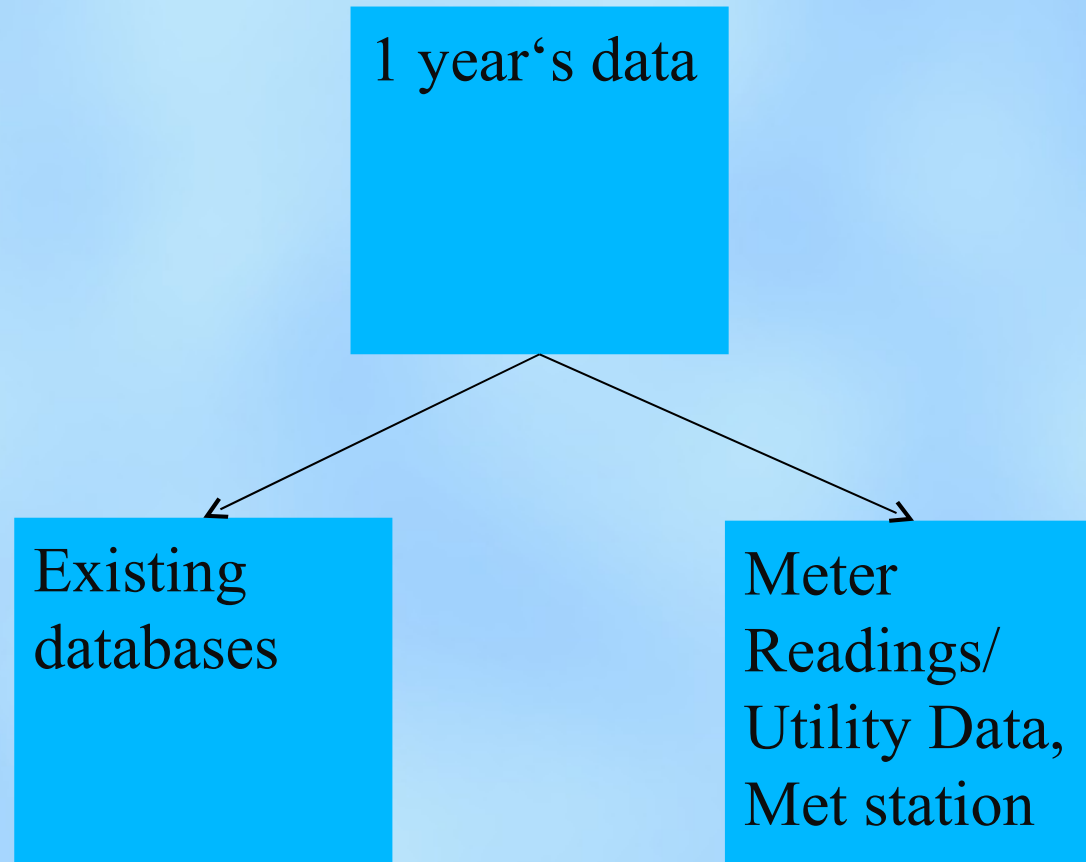 1 year‘s data
Existing
databases
Meter
Readings/
Utility Data,
Met station